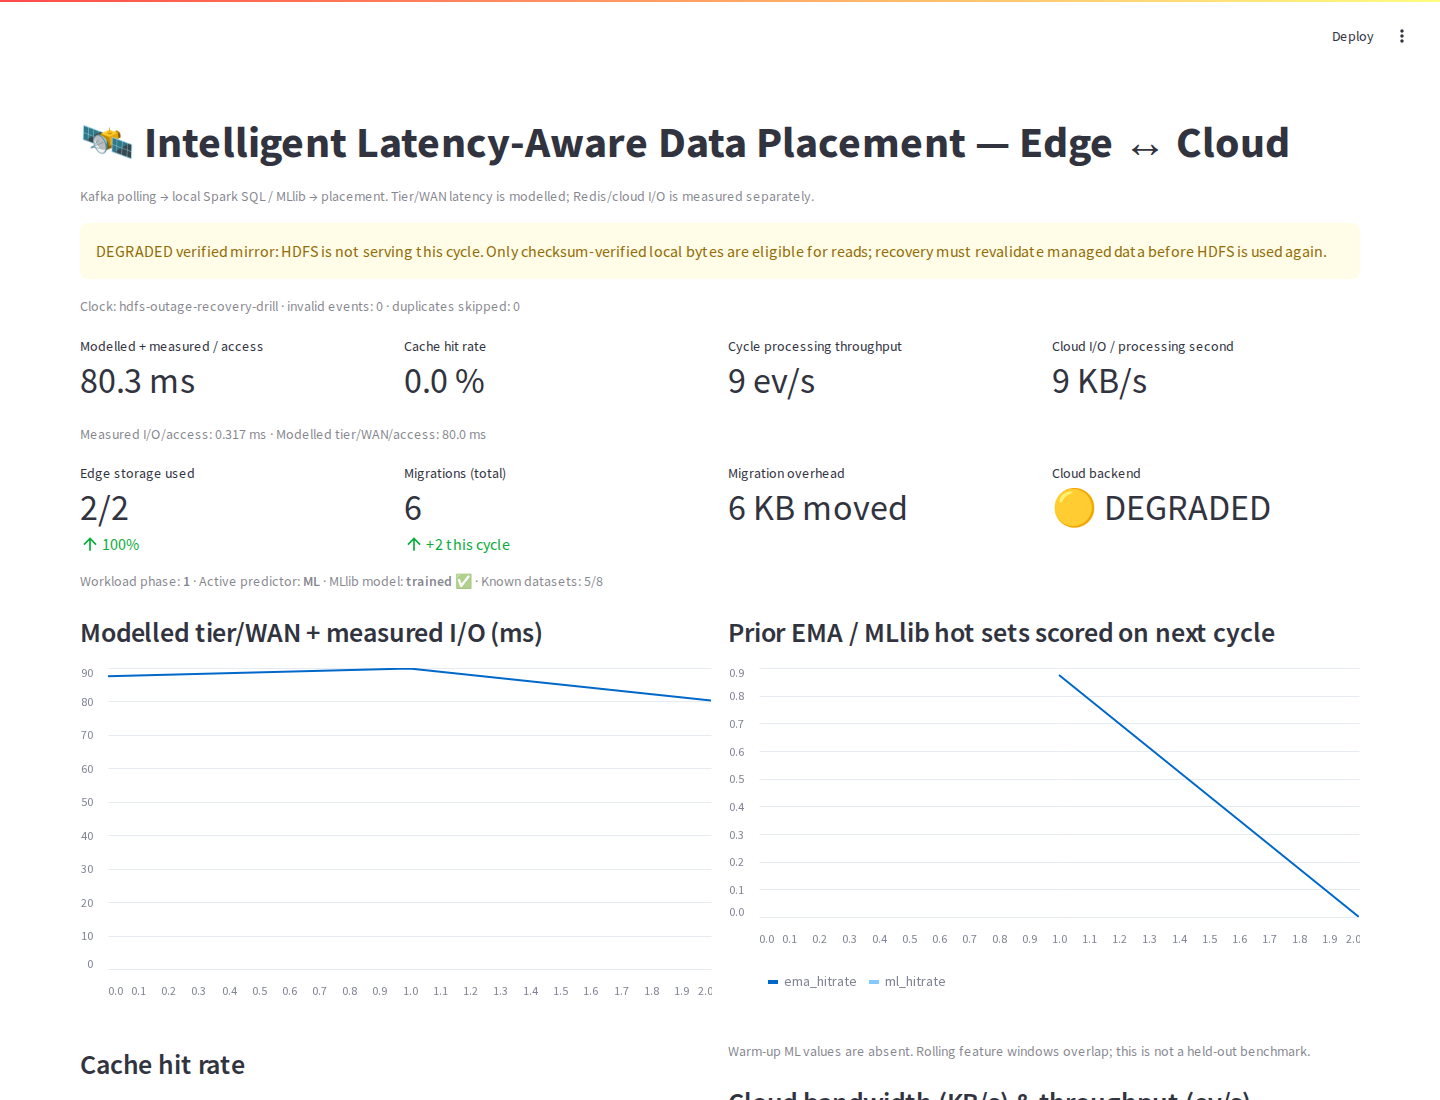 Deploy
🛰️ Intelligent Latency-Aware Data Placement — Edge ↔ Cloud
Kafka polling → local Spark SQL / MLlib → placement. Tier/WAN latency is modelled; Redis/cloud I/O is measured separately.
DEGRADED verified mirror: HDFS is not serving this cycle. Only checksum-verified local bytes are eligible for reads; recovery must revalidate managed data before HDFS is used again.
Clock: hdfs-outage-recovery-drill · invalid events: 0 · duplicates skipped: 0
Modelled + measured / access
80.3 ms
Cache hit rate
0.0 %
Cycle processing throughput
9 ev/s
Cloud I/O / processing second
9 KB/s
Measured I/O/access: 0.317 ms · Modelled tier/WAN/access: 80.0 ms
Edge storage used
2/2
↑ 100%
Migrations (total)
6
↑ +2 this cycle
Migration overhead
6 KB moved
Cloud backend
🟡 DEGRADED
Workload phase: 1 · Active predictor: ML · MLlib model: trained ✅ · Known datasets: 5/8
Modelled tier/WAN + measured I/O (ms)
90
80
70
60
50
40
30
20
10
0
0.0 0.1 0.2 0.3 0.4 0.5 0.6 0.7 0.8 0.9 1.0 1.1 1.2 1.3 1.4 1.5 1.6 1.7 1.8 1.9 2.0
Prior EMA / MLlib hot sets scored on next cycle
0.9
0.8
0.7
0.6
0.5
0.4
0.3
0.2
0.1
0.0
0.0 0.1 0.2 0.3 0.4 0.5 0.6 0.7 0.8 0.9 1.0 1.1 1.2 1.3 1.4 1.5 1.6 1.7 1.8 1.9 2.0
ema_hitrate ml_hitrate
Cache hit rate
Warm-up ML values are absent. Rolling feature windows overlap; this is not a held-out benchmark.
Cloud bandwidth (KB/s) & throughput (ev/s)